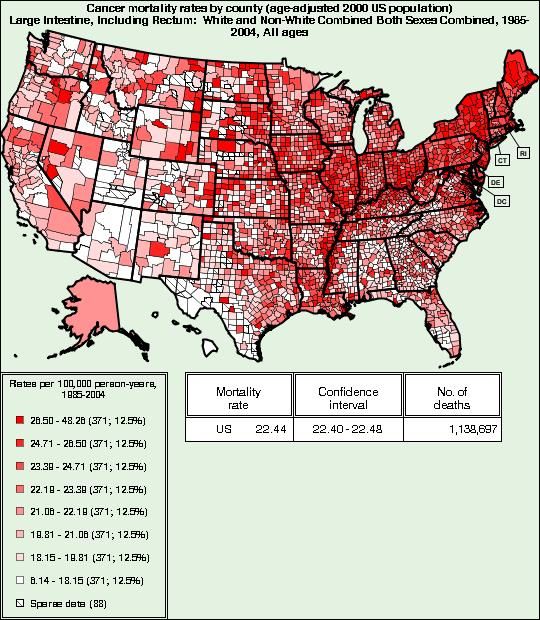 Cancer mortality rates by county (age-adjusted 2000 US population)
Large Intestine, Including Rectum: White and Non-White Combined Both Sexes Combined, 1985-
2004, All ages
RI
CT
DE
DC
Rates per 100,000 person-years,
1985-2004
26.50 - 48.26 (371; 12.5%)
24.71 - 26.50 (371; 12.5%)
23.39 - 24.71 (371; 12.5%)
22.19 - 23.39 (371; 12.5%)
21.06 - 22.19 (371; 12.5%)
19.81 - 21.06 (371; 12.5%)
18.15 - 19.81 (371; 12.5%)
6.14 - 18.15 (371; 12.5%)
Sparse data (88)
Mortality rate Confidence interval No. of deaths
US 22.44 22.40 - 22.48 1,138,697